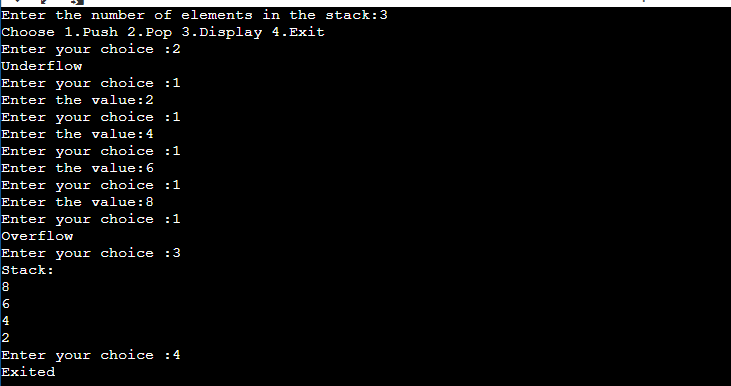 Enter the number of elements in the stack:3
Choose 1.Push 2.Pop 3.Display 4.Exit
Enter your choice :2
Underflow
Enter your choice :1
Enter the value:2
Enter your choice :1
Enter the value:4
Enter your choice :1
Enter the value:6
Enter your choice :1
Enter the value:8
Enter your choice :1
Overflow
Enter your choice :3
Stack:
8
6
4
2
Enter your choice :4
Exited